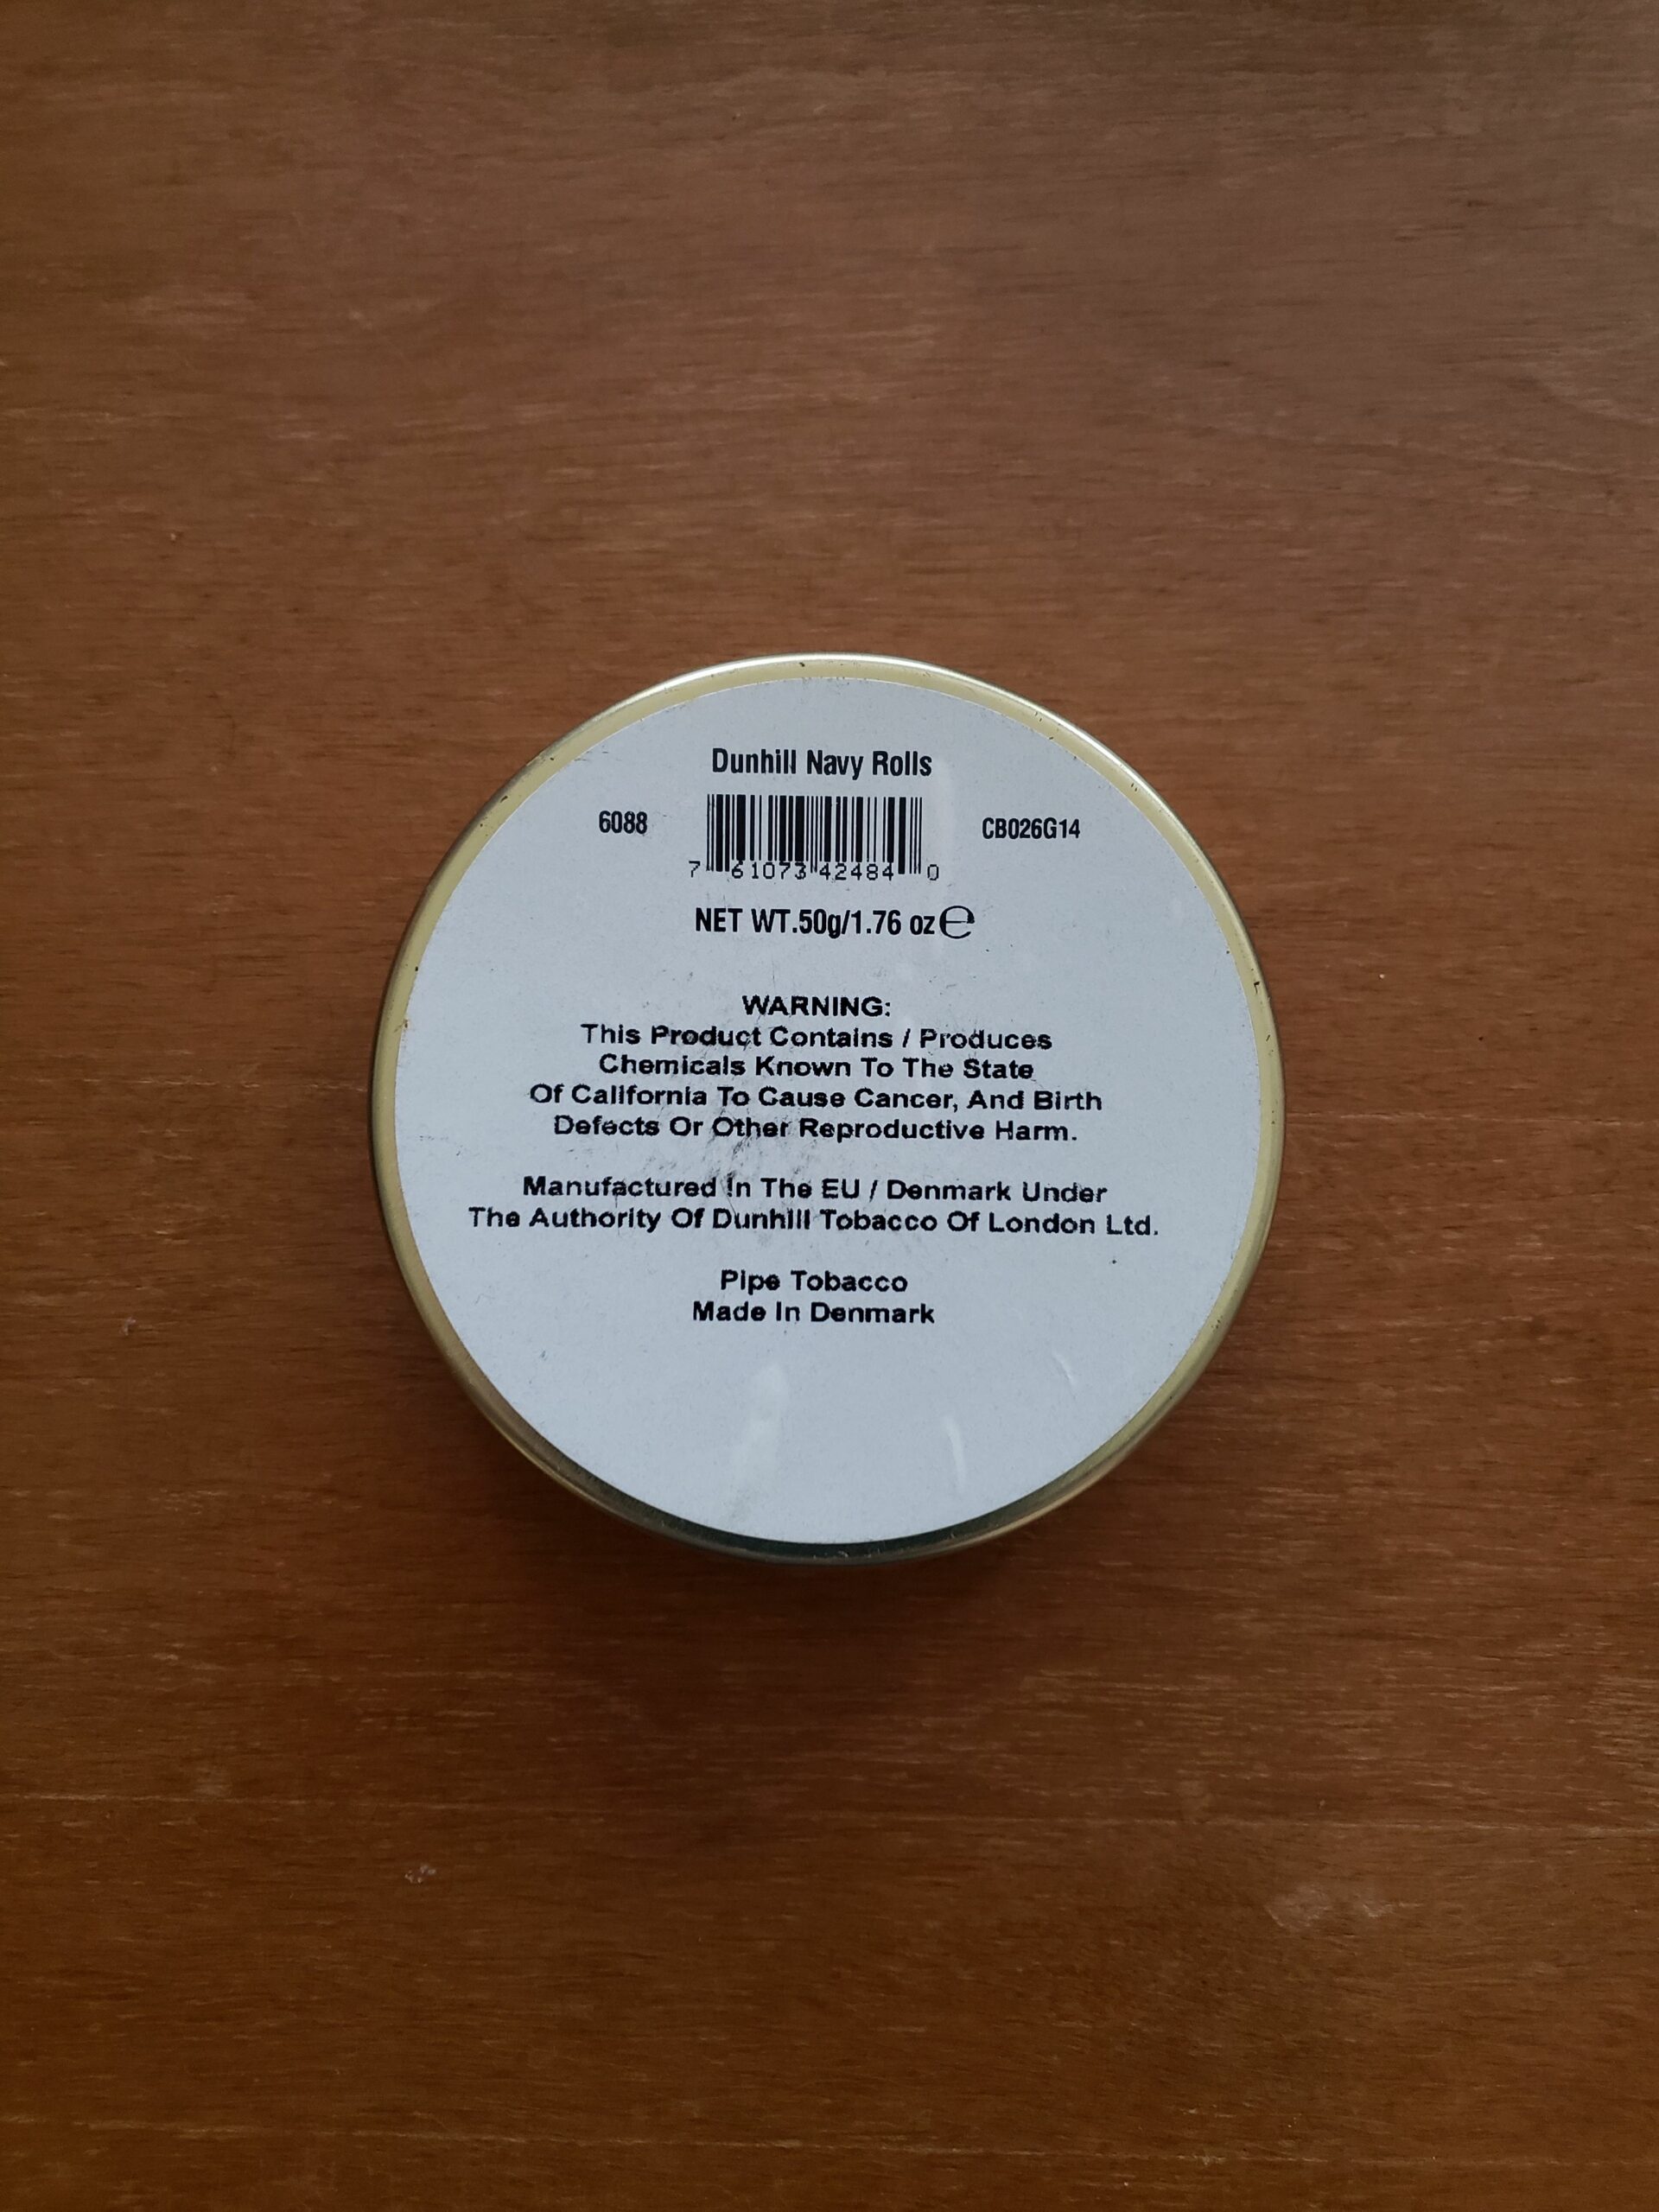 Dunhill Navy Rolls
6088
CB026G14
7 61073 42484 0
NET WT.50g/1.76 oz ℮
WARNING:
This Product Contains / Produces
Chemicals Known To The State
Of California To Cause Cancer, And Birth
Defects Or Other Reproductive Harm.
Manufactured In The EU / Denmark Under
The Authority Of Dunhill Tobacco Of London Ltd.
Pipe Tobacco
Made In Denmark